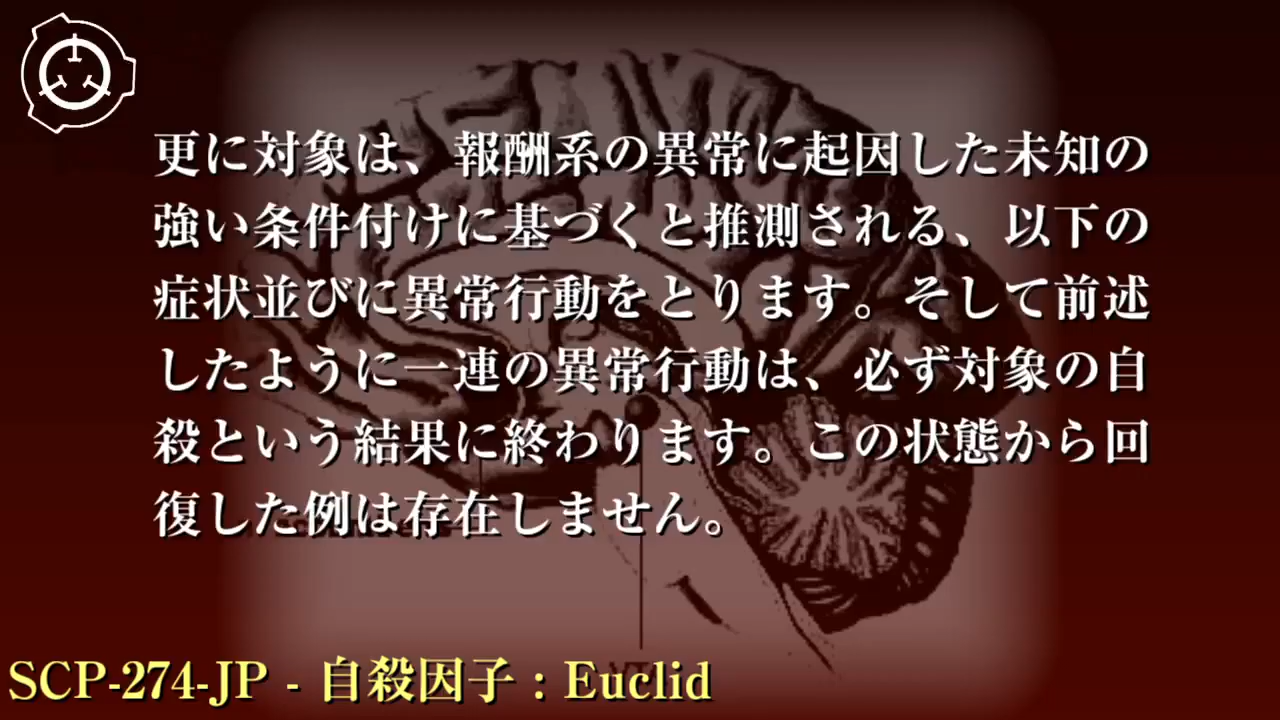 更に対象は、報酬系の異常に起因した未知の
強い条件付けに基づくと推測される、以下の
症状並びに異常行動をとります。そして前述
したように一連の異常行動は、必ず対象の自
殺という結果に終わります。この状態から回
復した例は存在しません。
SCP-274-JP - 自殺因子 : Euclid